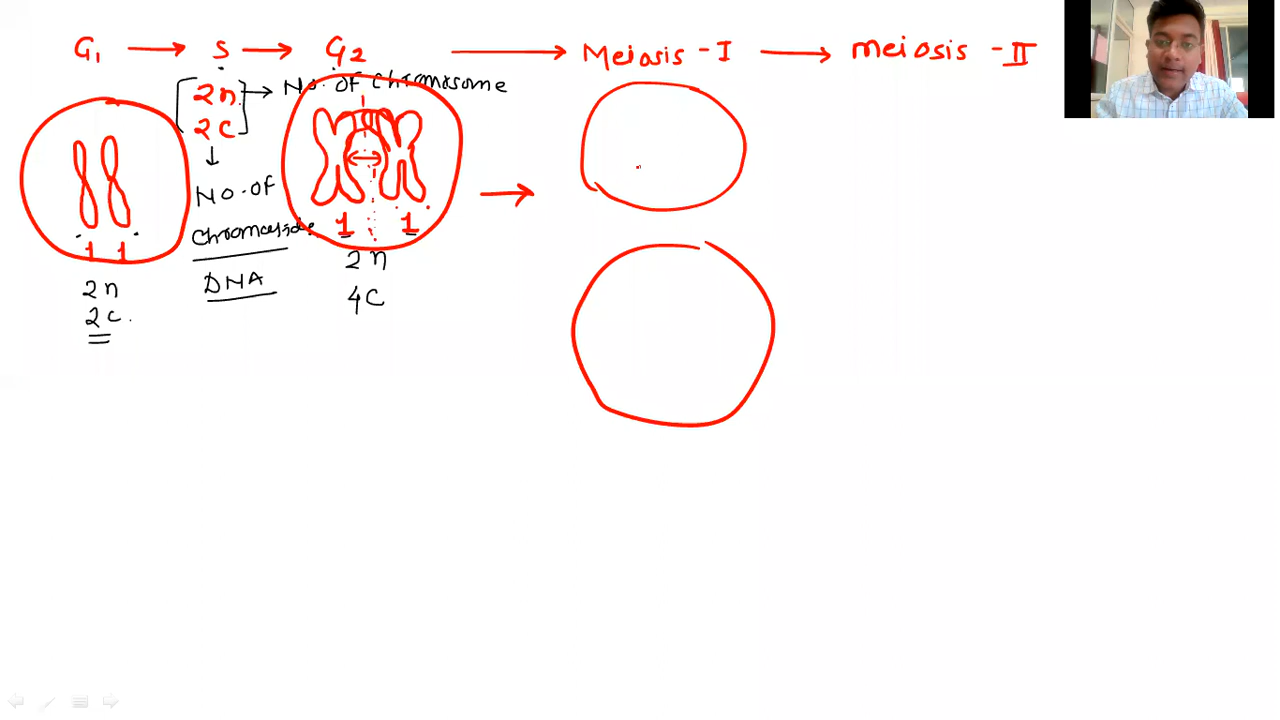 G1 → S → G2 → Meiosis - I → meiosis - II
2n → No. of chromosome
2C
↓
No. of
chromatids
DNA
1 1
2n
2c.
1 1
2n
4C